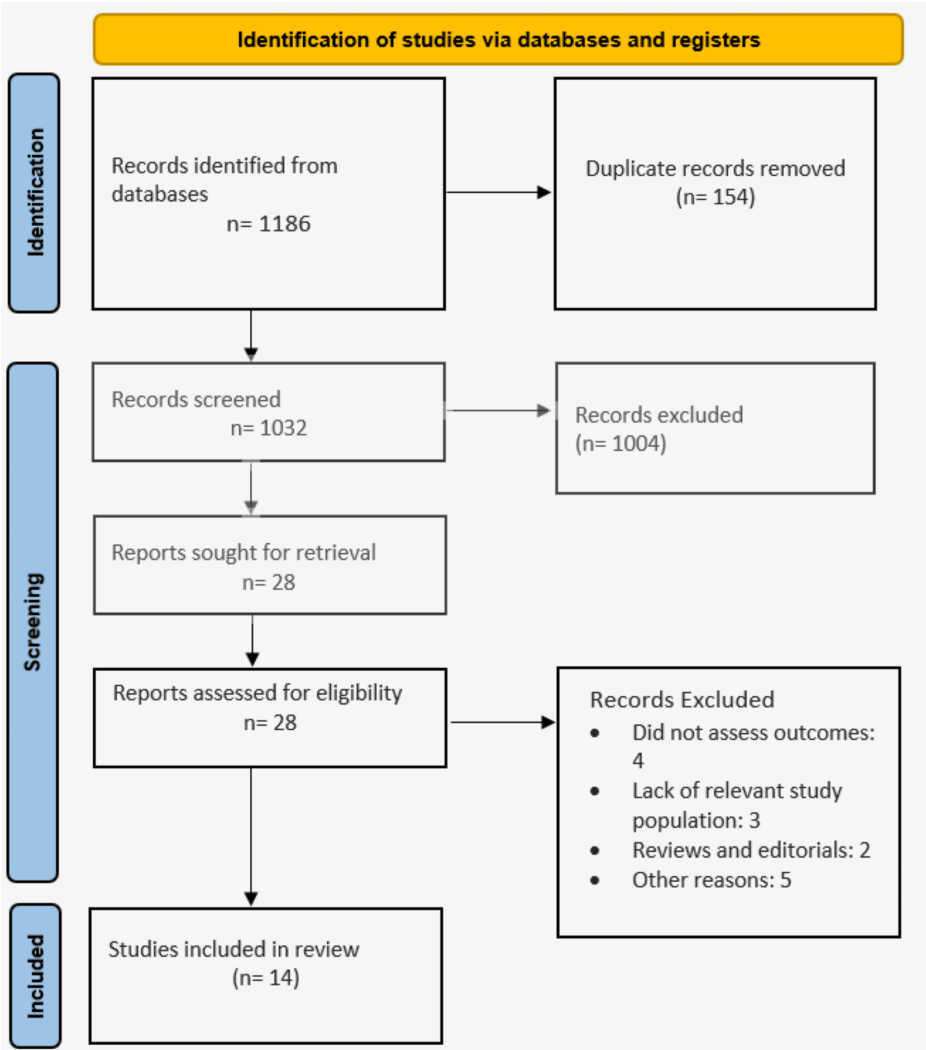 Identification of studies via databases and registers
Identification
Records identified from
databases
n= 1186
Duplicate records removed
(n= 154)
Screening
Records screened
n= 1032
Records excluded
(n= 1004)
Reports sought for retrieval
n= 28
Reports assessed for eligibility
n= 28
Records Excluded
• Did not assess outcomes:
4
• Lack of relevant study
population: 3
• Reviews and editorials: 2
• Other reasons: 5
Included
Studies included in review
(n= 14)